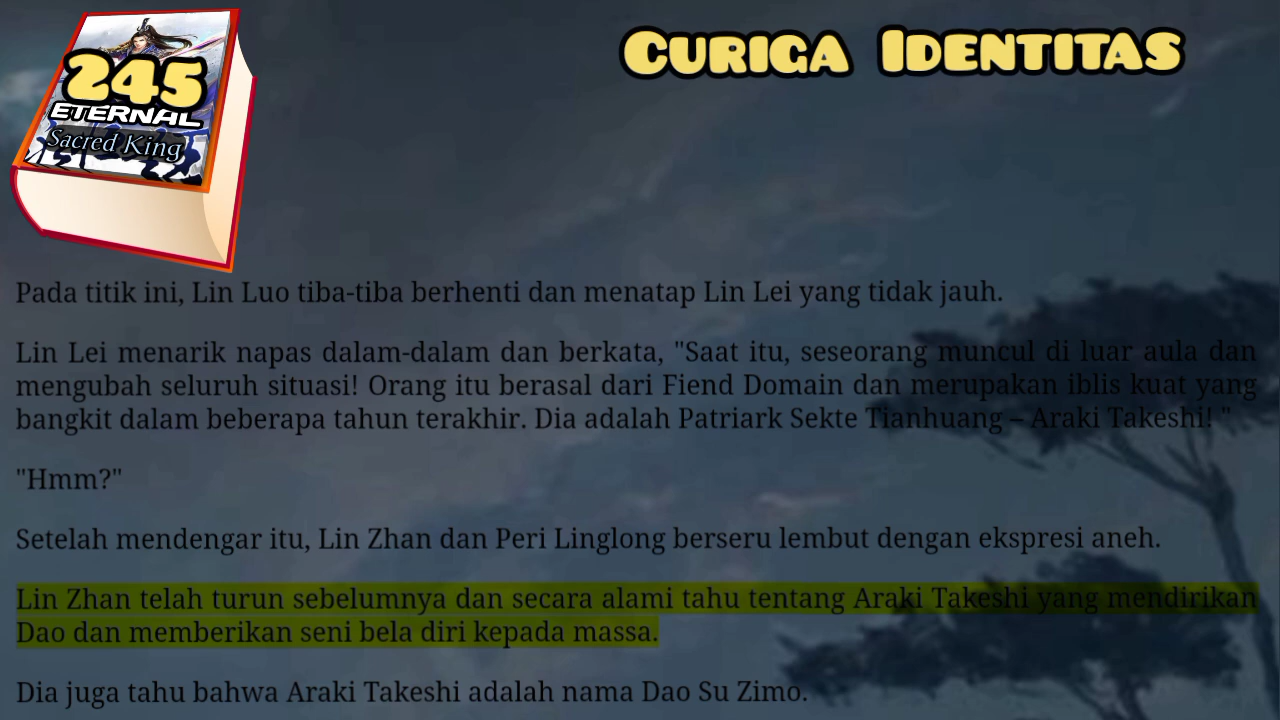 245
ETERNAL
Sacred King
CURIGA IDENTITAS
Pada titik ini, Lin Luo tiba-tiba berhenti dan menatap Lin Lei yang tidak jauh.
Lin Lei menarik napas dalam-dalam dan berkata, "Saat itu, seseorang muncul di luar aula dan
mengubah seluruh situasi! Orang itu berasal dari Fiend Domain dan merupakan iblis kuat yang
bangkit dalam beberapa tahun terakhir. Dia adalah Patriark Sekte Tianhuang – Araki Takeshi! "
"Hmm?"
Setelah mendengar itu, Lin Zhan dan Peri Linglong berseru lembut dengan ekspresi aneh.
Lin Zhan telah turun sebelumnya dan secara alami tahu tentang Araki Takeshi yang mendirikan
Dao dan memberikan seni bela diri kepada massa.
Dia juga tahu bahwa Araki Takeshi adalah nama Dao Su Zimo.